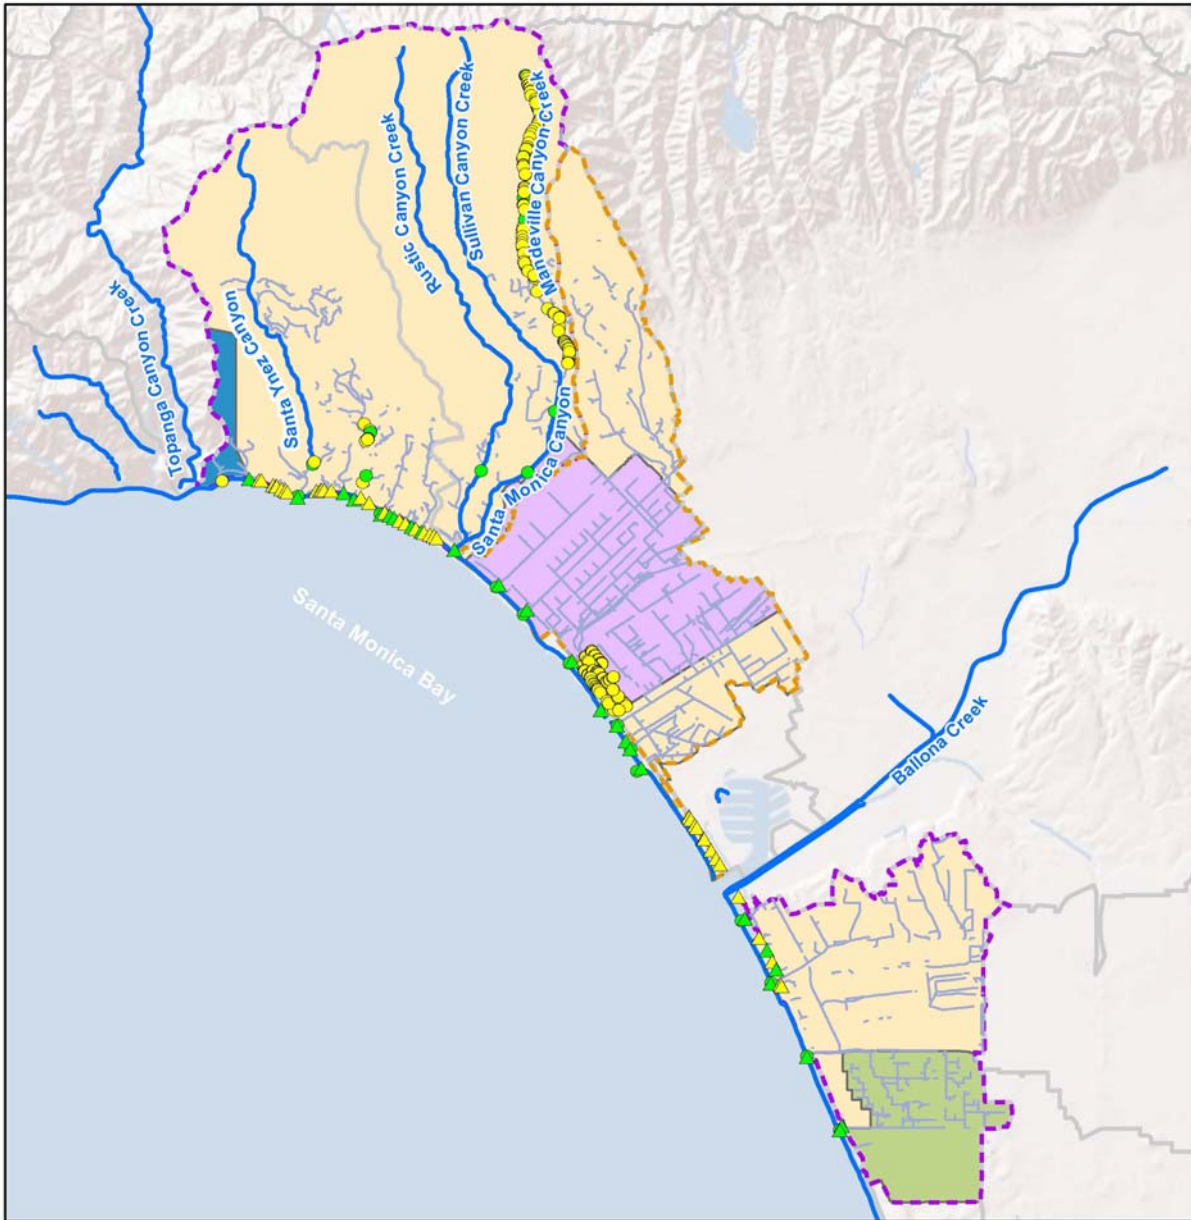 Topanga Canyon Creek
Santa Ynez Canyon
Rustic Canyon Creek
Sullivan Canyon Creek
Mandeville Canyon Creek
Santa Monica Canyon
Santa Monica Bay
Ballona Creek